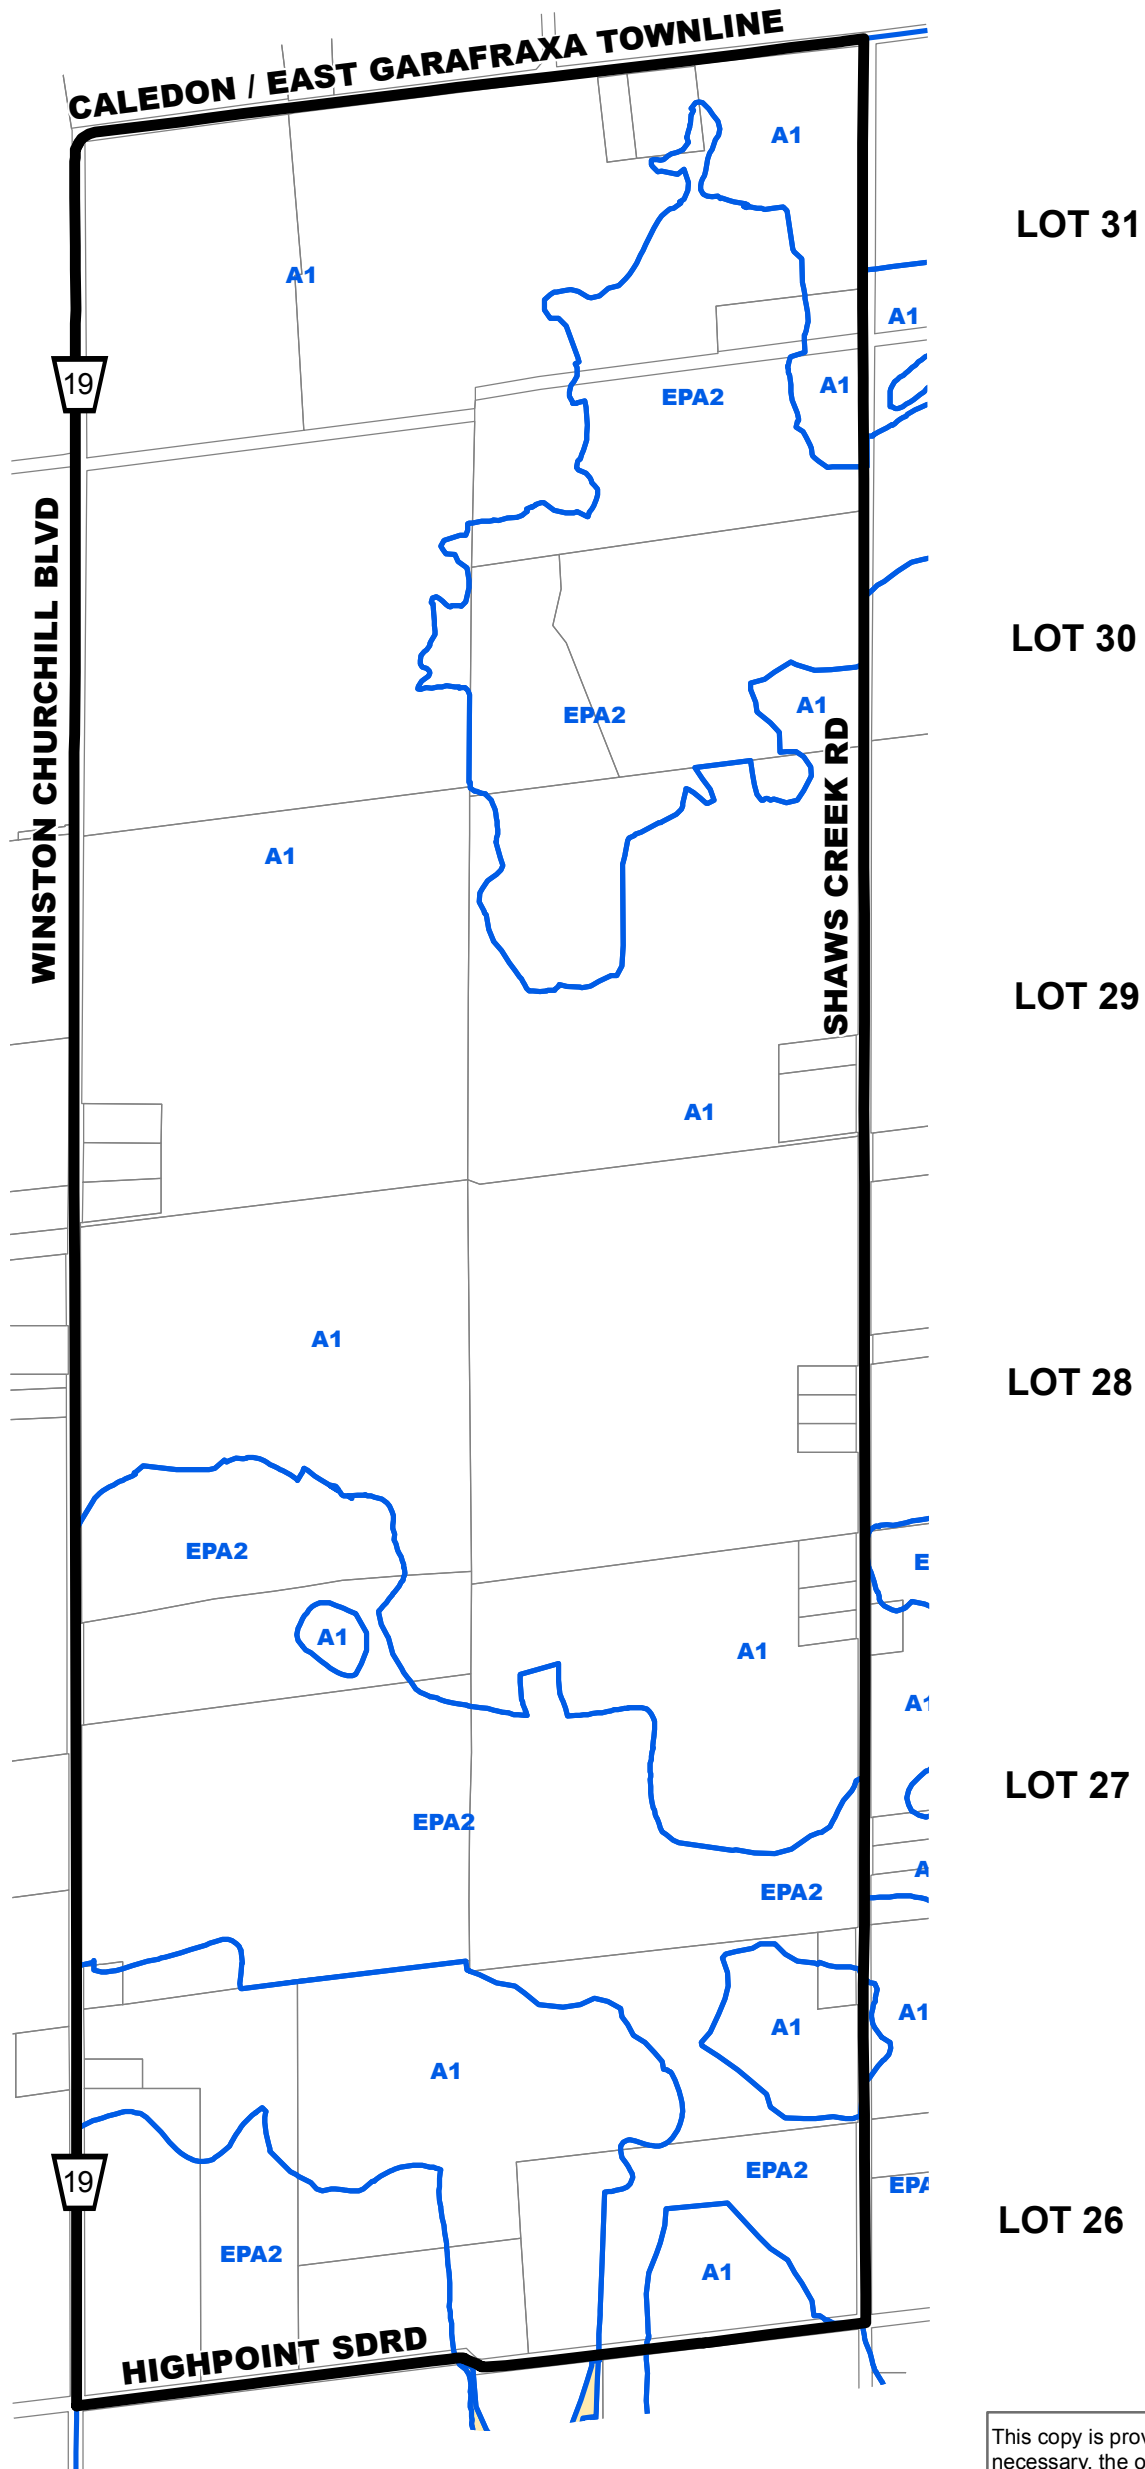 CALEDON / EAST GARAFRAXA TOWNLINE
A1
LOT 31
A1
A1
19
A1
EPA2
WINSTON CHURCHILL BLVD
LOT 30
A1
EPA2
SHAWS CREEK RD
A1
LOT 29
A1
A1
LOT 28
EPA2
E
A1
A1
A1
LOT 27
EPA2
A
EPA2
A1
A1
A1
19
EPA2
EPA
LOT 26
EPA2
A1
HIGHPOINT SDRD
This copy is prov
necessary, the o